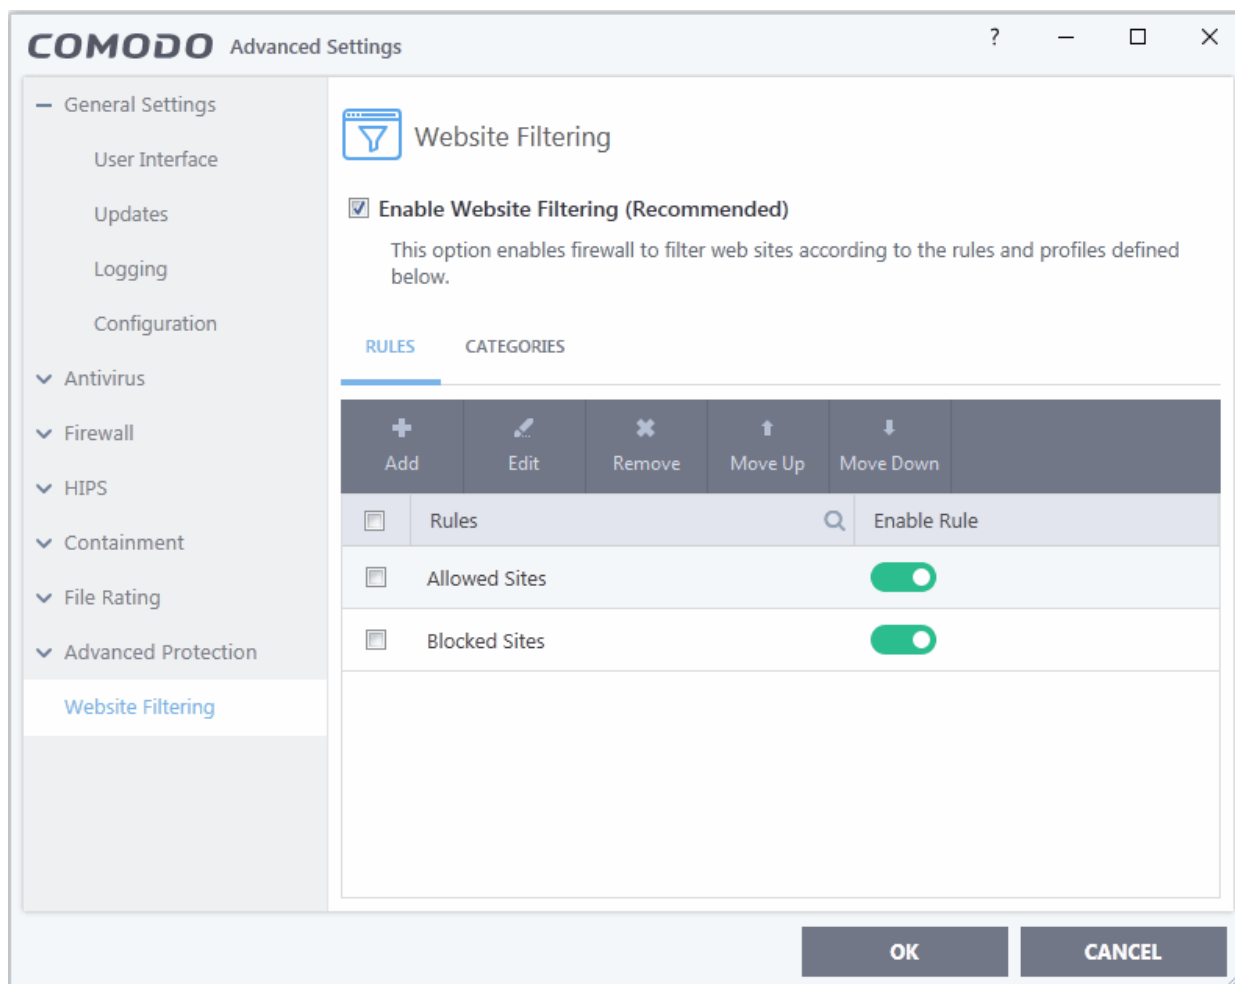 COMODO Advanced Settings ?
General Settings
User Interface
Updates
Logging
Configuration
Antivirus
Firewall
HIPS
Containment
File Rating
Advanced Protection
Website Filtering
Website Filtering
Enable Website Filtering (Recommended)
This option enables firewall to filter web sites according to the rules and profiles defined
below.
RULES CATEGORIES
Add Edit Remove Move Up Move Down
Rules Enable Rule
Allowed Sites
Blocked Sites
OK CANCEL